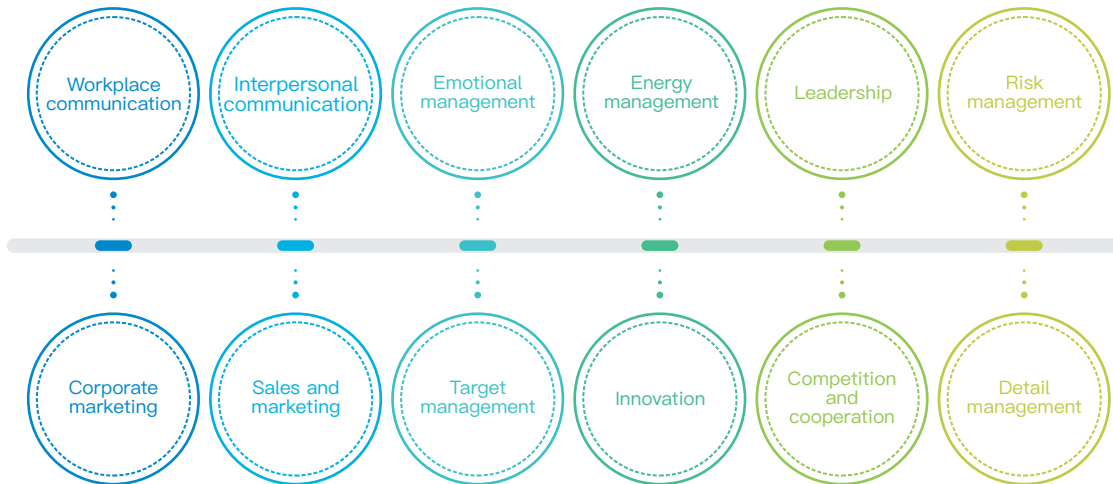 Workplace
communication
Interpersonal
communication
Emotional
management
Energy
management
Leadership
Risk
management
Corporate
marketing
Sales and
marketing
Target
management
Innovation
Competition
and
cooperation
Detail
management